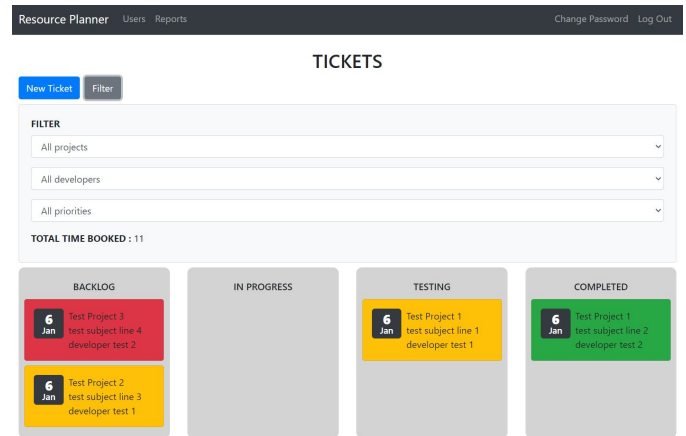 Resource Planner Users Reports Change Password Log Out
TICKETS
New Ticket Filter
FILTER
All projects
All developers
All priorities
TOTAL TIME BOOKED : 11
BACKLOG
6
Jan
Test Project 3
test subject line 4
developer test 2
6
Jan
Test Project 2
test subject line 3
developer test 1
IN PROGRESS
TESTING
6
Jan
Test Project 1
test subject line 1
developer test 1
COMPLETED
6
Jan
Test Project 1
test subject line 2
developer test 2